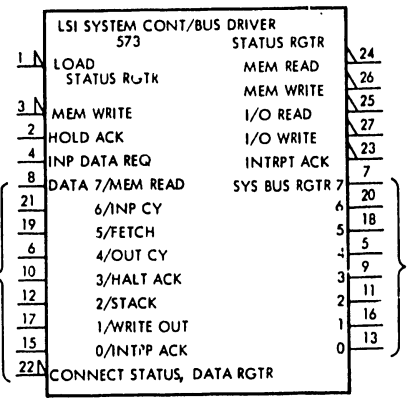 LSI SYSTEM CONT/BUS DRIVER
573 STATUS RGTR
1 LOAD MEM READ 24
STATUS RGTR MEM WRITE 26
3 MEM WRITE I/O READ 25
2 HOLD ACK I/O WRITE 27
4 INP DATA REQ INTRPT ACK 23
8 DATA 7/MEM READ SYS BUS RGTR 7 7
21 6/INP CY 6 20
19 5/FETCH 5 18
6 4/OUT CY 4 5
10 3/HALT ACK 3 9
12 2/STACK 2 11
17 1/WRITE OUT 1 16
15 0/INTPP ACK 0 13
22 CONNECT STATUS, DATA RGTR